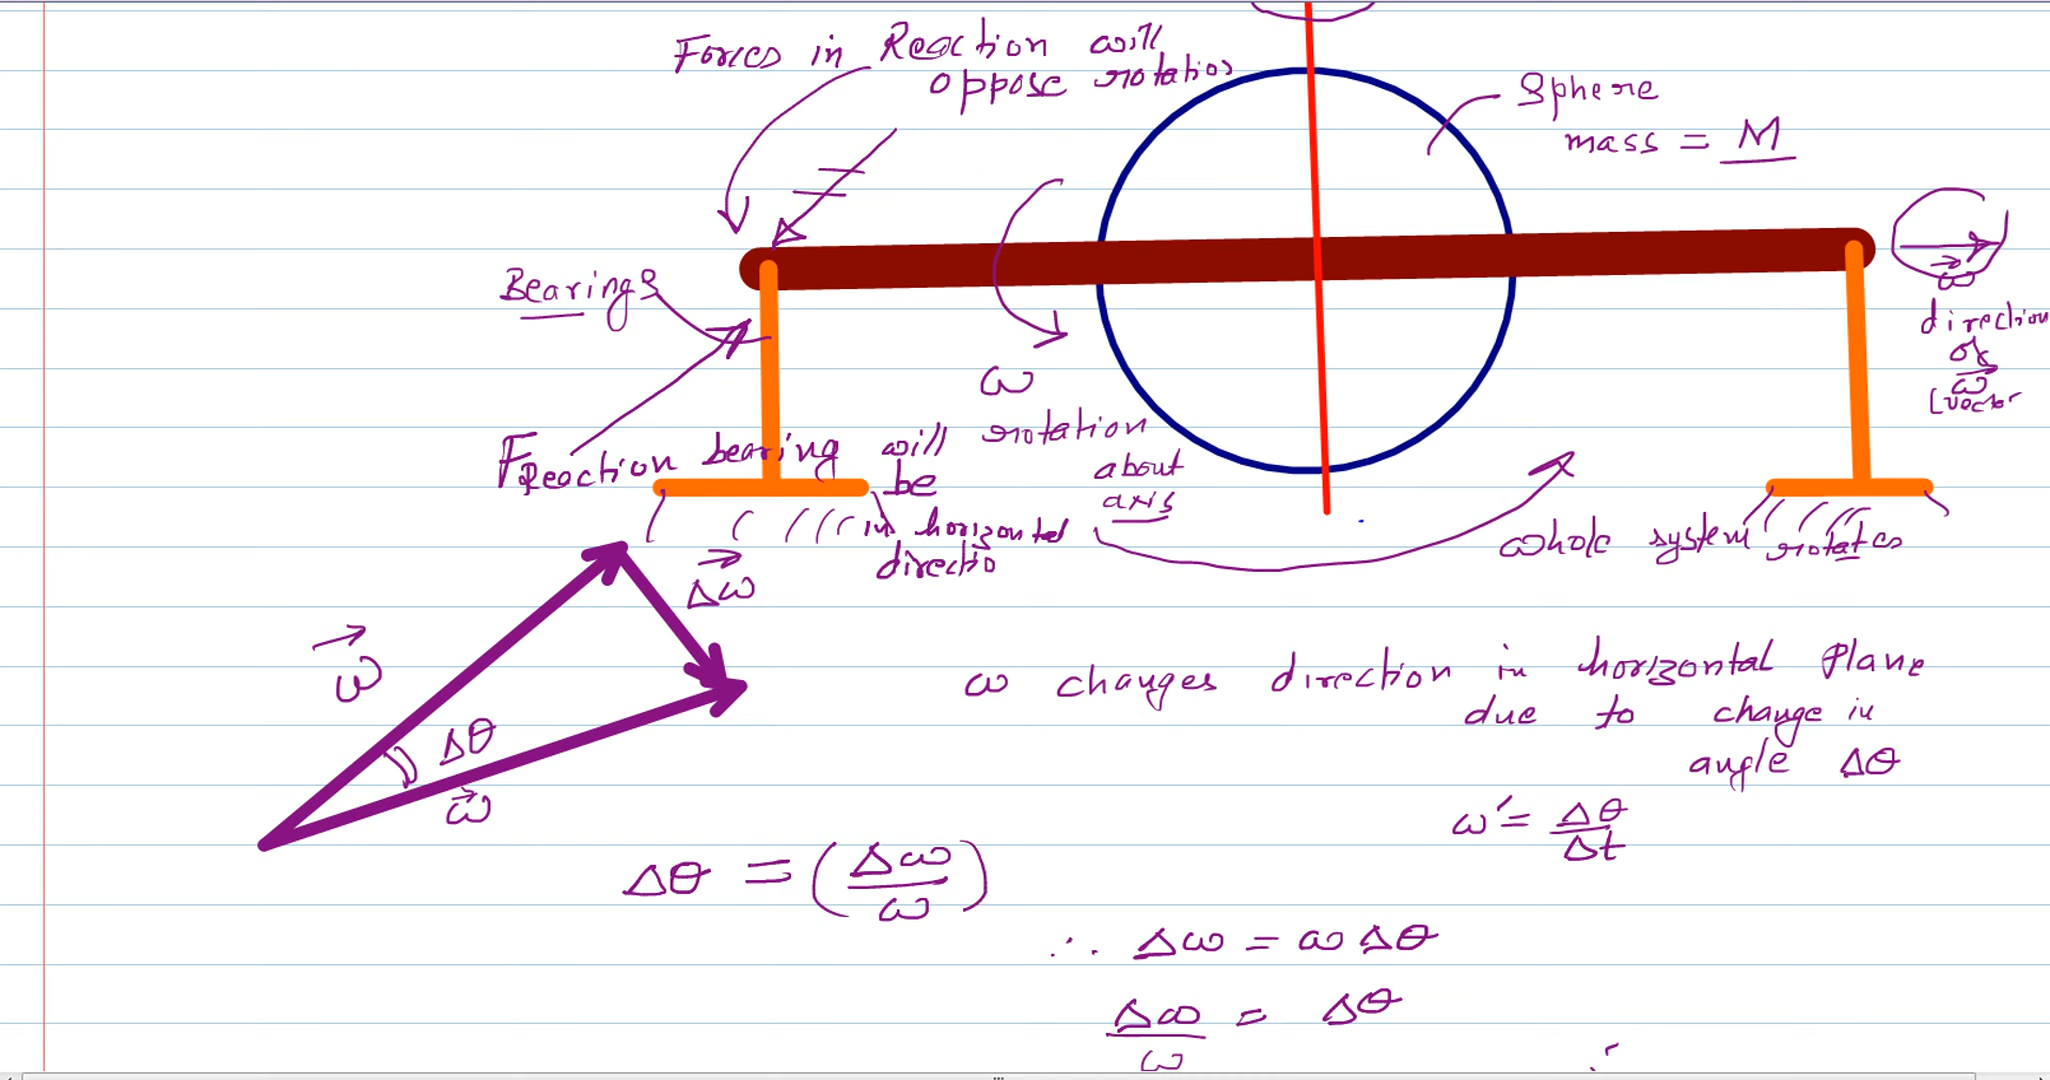 Forces in Reaction will
oppose rotation
Sphere
mass = M
Bearings
ω
ω
direction
of
ω
[vector
rotation
about
axis
F Reaction bearing will
be
in horizontal
directio
whole system rotates
Δω
ω
Δθ
ω
ω changes direction in horizontal plane
due to change in
angle Δθ
ω' = Δθ/Δt
Δθ = (Δω/ω)
∴ Δω = ω Δθ
Δω/ω = Δθ